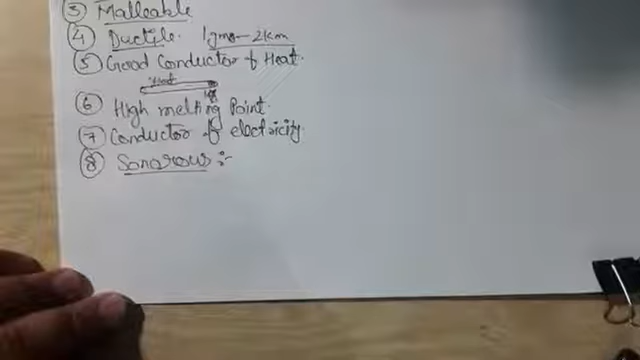 ③ Malleable
④ Ductile. 1gm - 2km
⑤ Good Conductor of Heat.
Heat
⑥ High melting Point.
⑦ Conductor of electricity
⑧ Sonorous :-